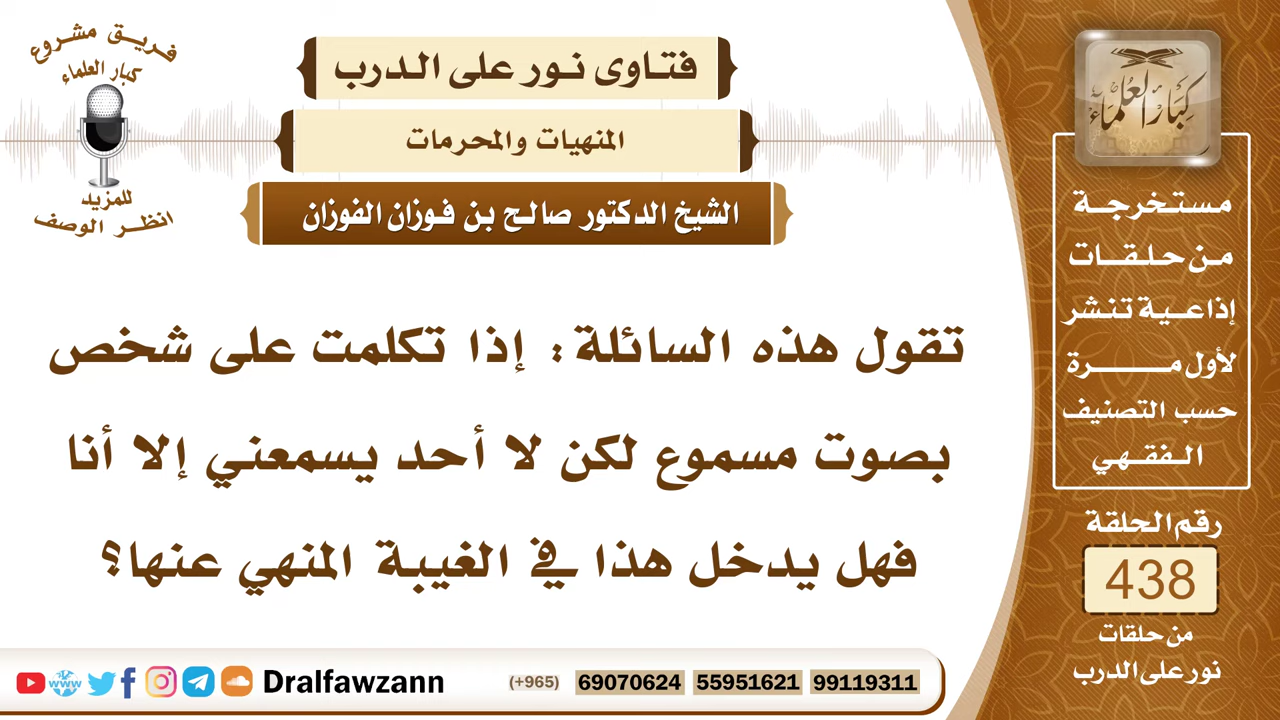 فتاوى نور على الدرب
المنهيات والمحرمات
الشيخ الدكتور صالح بن فوزان الفوزان
فريق مشروع
كبار العلماء
للمزيد
انظر الوصف
تقول هذه السائلة: إذا تكلمت على شخص
بصوت مسموع لكن لا أحد يسمعني إلا أنا
فهل يدخل هذا في الغيبة المنهي عنها؟
كبار العلماء
مستخرجة
من حلقات
إذاعية تنشر
لأول مرة
حسب التصنيف
الفقهي
رقم الحلقة
438
من حلقات
نور على الدرب
www
Dralfawzann
(+965) 69070624 55951621 99119311